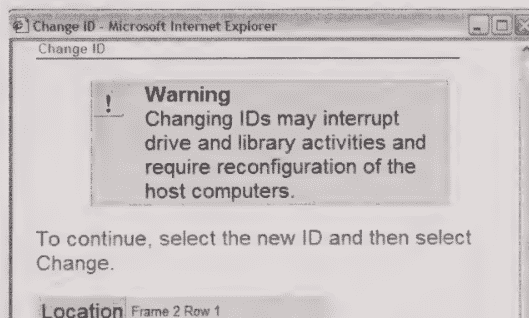 Change ID - Microsoft Internet Explorer
Change ID
! Warning
Changing IDs may interrupt
drive and library activities and
require reconfiguration of the
host computers.
To continue, select the new ID and then select
Change.
Location Frame 2 Row 1